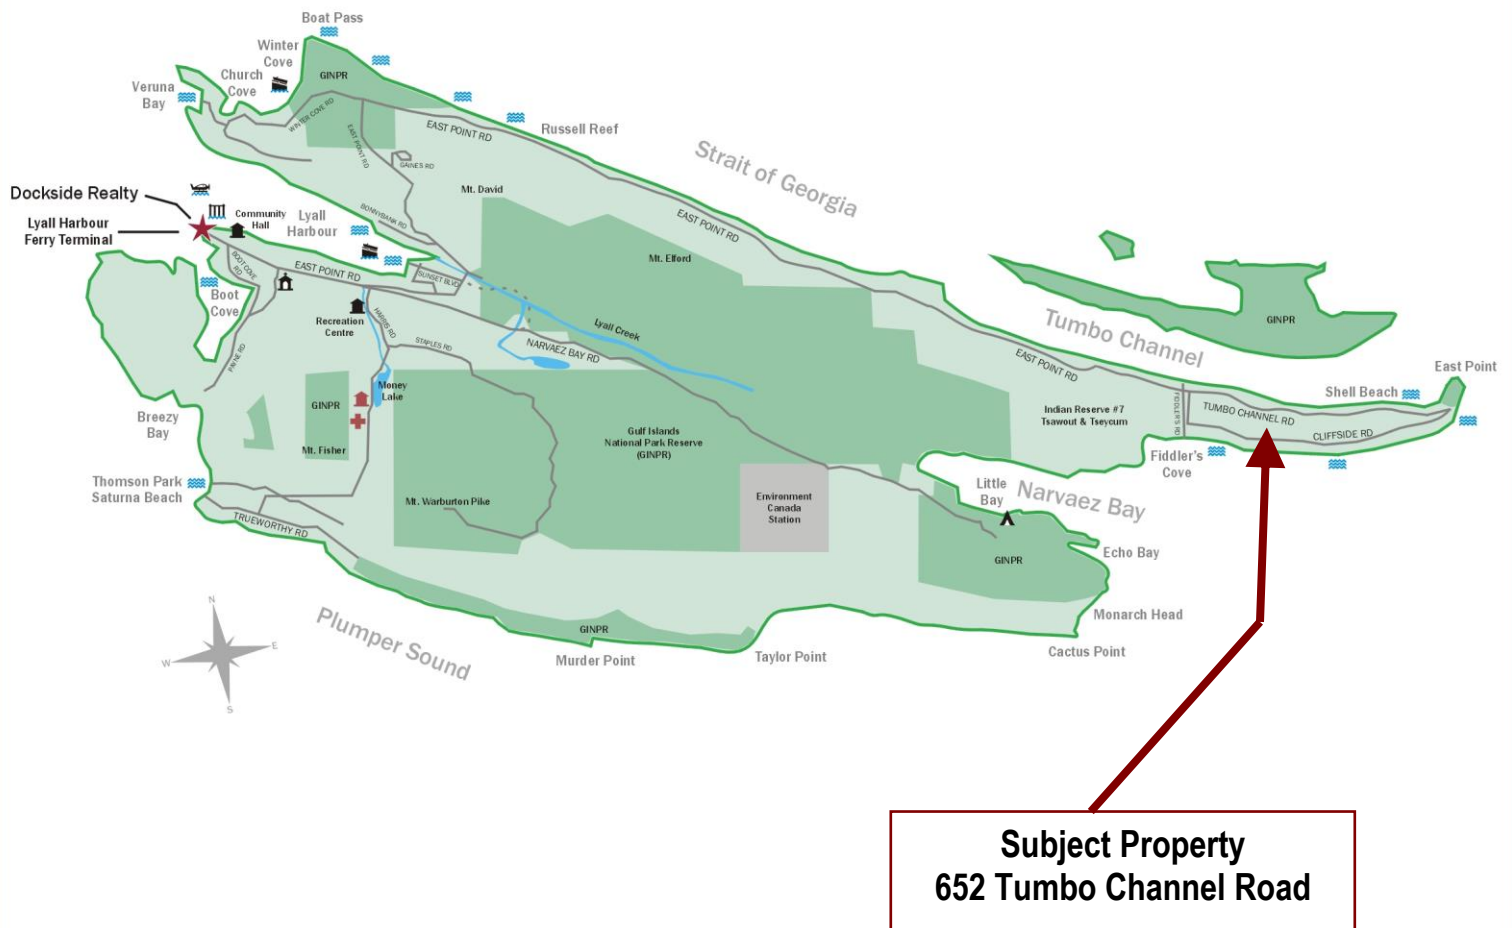 Boat Pass
Winter
Cove
Church
Cove
GINPR
Veruna
Bay
WINTER COVE RD
EAST POINT RD
EAST POINT RD
Russell Reef
GAINES RD
Strait of Georgia
Mt. David
Dockside Realty
Lyall Harbour
Ferry Terminal
Community
Hall
Lyall
Harbour
BONNYBANK RD
EAST POINT RD
BOOT COVE
RD
EAST POINT RD
SUNSET BLVD
Mt. Elford
Boot
Cove
Recreation
Centre
HARRIS RD
Lyall Creek
Tumbo Channel
GINPR
PAYNE RD
STAPLES RD
NARVAEZ BAY RD
EAST POINT RD
East Point
Shell Beach
Money
Lake
GINPR
Breezy
Bay
Mt. Fisher
Gulf Islands
National Park Reserve
(GINPR)
Indian Reserve #7
Tsawout & Tseycum
FIDDLER'S RD
TUMBO CHANNEL RD
CLIFFSIDE RD
Fiddler's
Cove
Thomson Park
Saturna Beach
Mt. Warburton Pike
Environment
Canada
Station
Little
Bay
Narvaez Bay
TRUEWORTHY RD
Echo Bay
GINPR
Monarch Head
Cactus Point
Plumper Sound
GINPR
Murder Point
Taylor Point
N
E
W
S
Subject Property
652 Tumbo Channel Road